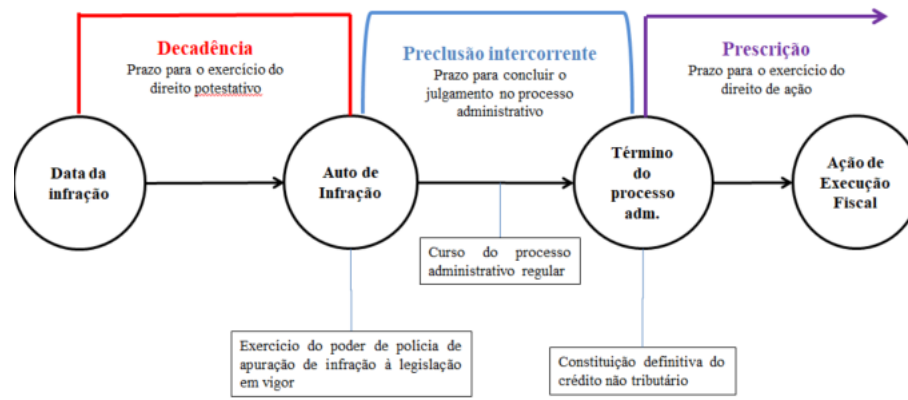 Decadência
Prazo para o exercício do
direito potestativo
Preclusão intercorrente
Prazo para concluir o
julgamento no processo
administrativo
Prescrição
Prazo para o exercício do
direito de ação
Data da
infração
Auto de
Infração
Término
do
processo
adm.
Ação de
Execução
Fiscal
Curso do processo
administrativo regular
Exercício do poder de polícia de
apuração de infração à legislação
em vigor
Constituição definitiva do
crédito não tributário